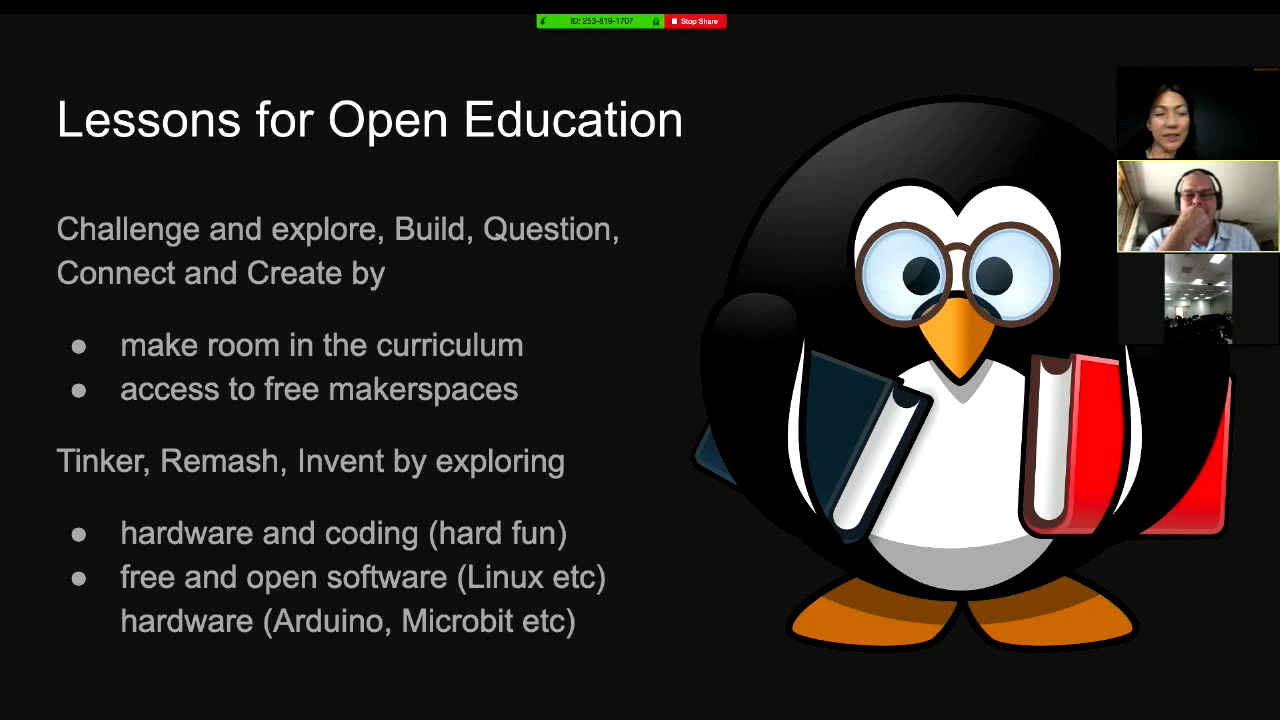 ID: 253-819-1707
Stop Share
Lessons for Open Education
Challenge and explore, Build, Question,
Connect and Create by
● make room in the curriculum
● access to free makerspaces
Tinker, Remash, Invent by exploring
● hardware and coding (hard fun)
● free and open software (Linux etc)
hardware (Arduino, Microbit etc)